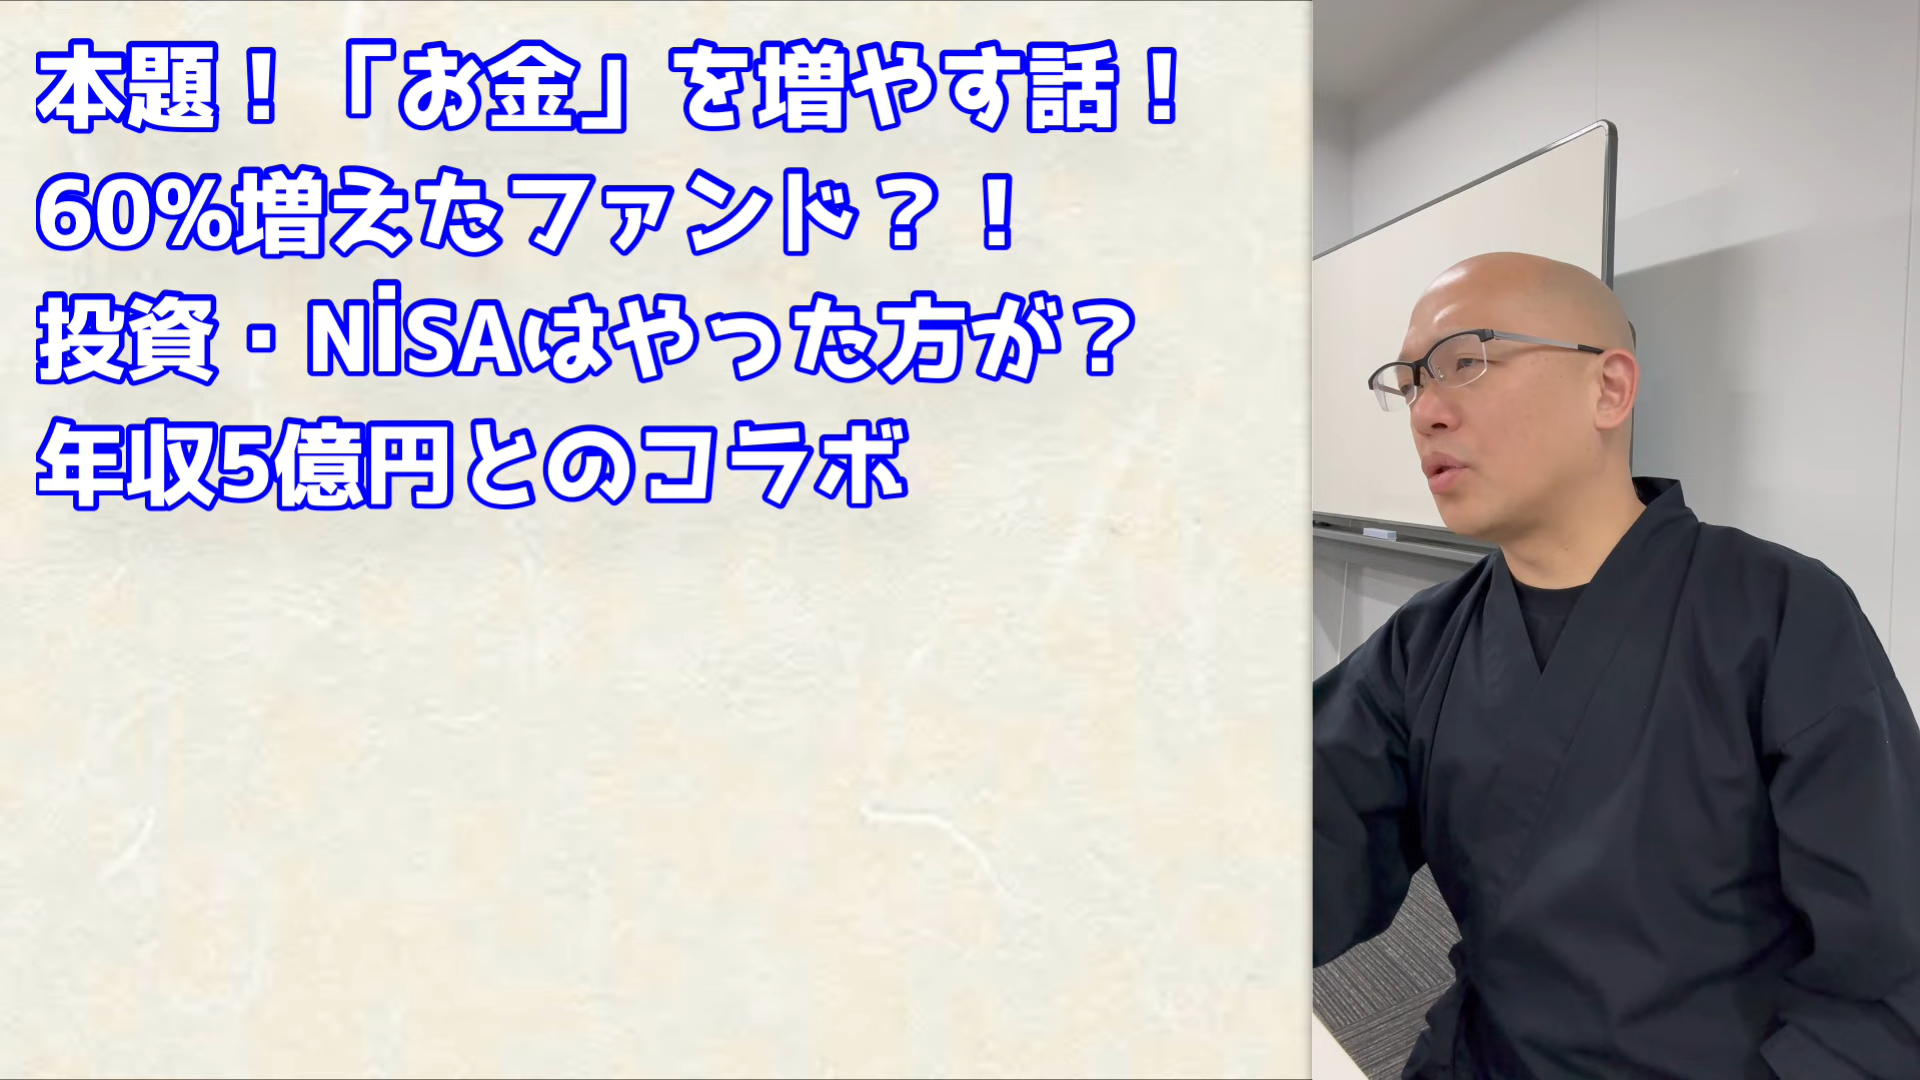 本題！「お金」を増やす話！
60%増えたファンド？！
投資・NiSAはやった方が？
年収5億円とのコラボ